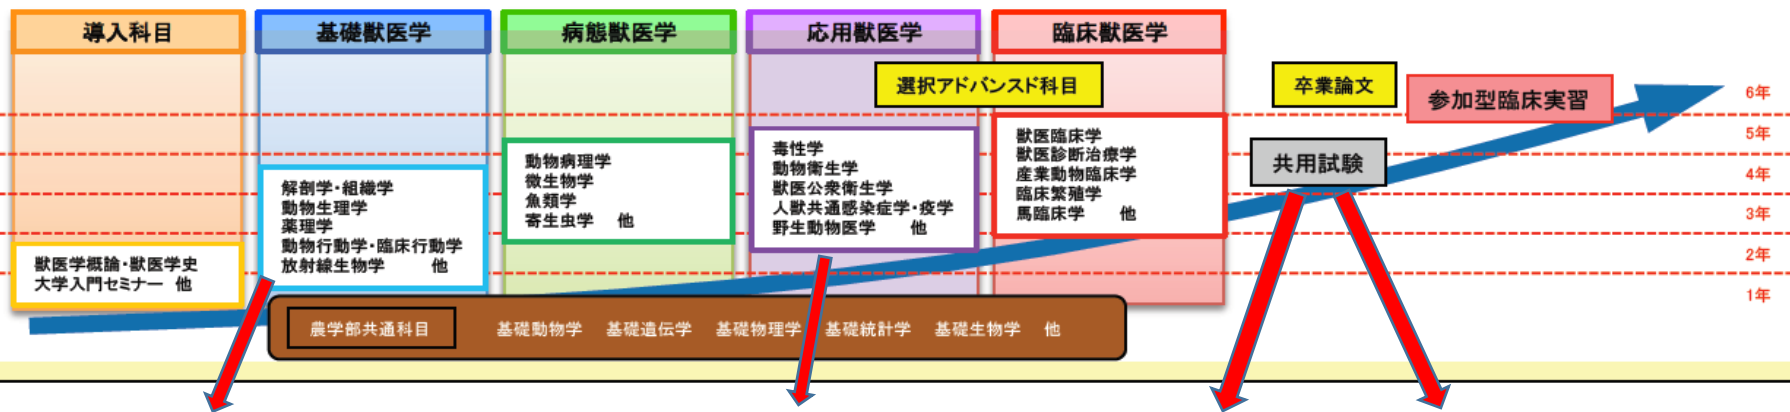 導入科目
基礎獣医学
病態獣医学
応用獣医学
臨床獣医学
選択アドバンスド科目
卒業論文
参加型臨床実習
共用試験
6年
5年
4年
3年
2年
1年
獣医学概論・獣医学史
大学入門セミナー 他
解剖学・組織学
動物生理学
薬理学
動物行動学・臨床行動学
放射線生物学 他
動物病理学
微生物学
魚類学
寄生虫学 他
毒性学
動物衛生学
獣医公衆衛生学
人獣共通感染症学・疫学
野生動物医学 他
獣医臨床学
獣医診断治療学
産業動物臨床学
臨床繁殖学
馬臨床学 他
農学部共通科目
基礎動物学 基礎遺伝学 基礎物理学 基礎統計学 基礎生物学 他